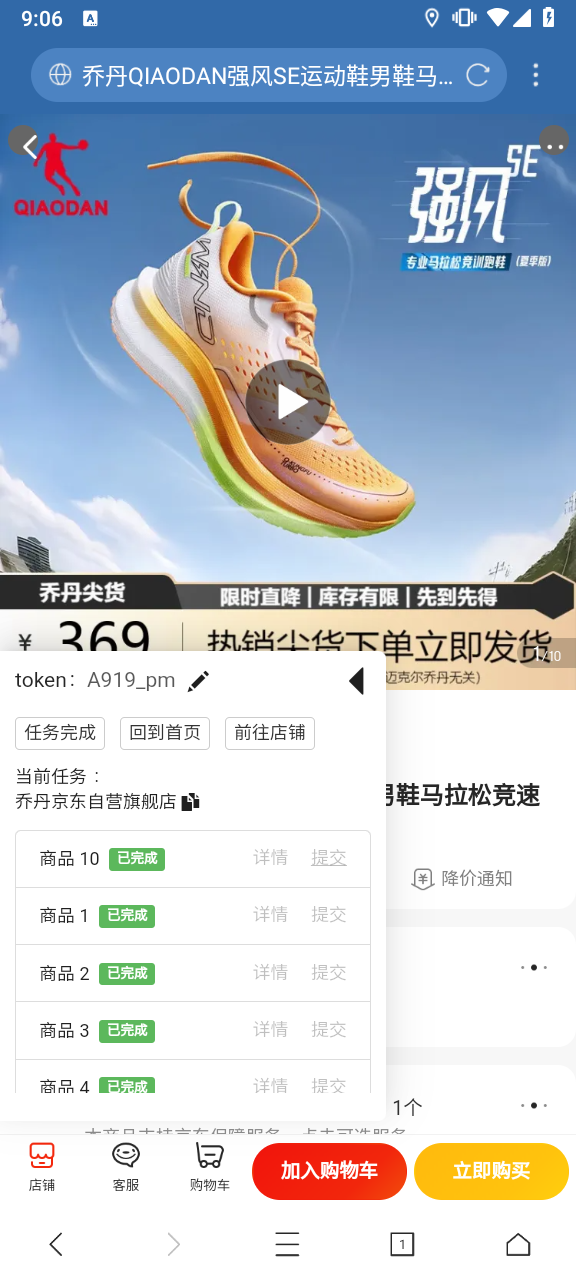 9:06
A
乔丹QIAODAN强风SE运动鞋男鞋马...
QIAODAN
强风SE
专业马拉松竞训跑鞋 (夏季版)
WIND
乔丹尖货
限时直降 | 库存有限 | 先到先得
¥ 369
热销尖货下单立即发货
迈克尔乔丹无关)
1/10
token: A919_pm
任务完成
回到首页
前往店铺
当前任务：
乔丹京东自营旗舰店
男鞋马拉松竞速
商品 10 已完成 详情 提交
降价通知
商品 1 已完成 详情 提交
商品 2 已完成 详情 提交
商品 3 已完成 详情 提交
商品 4 已完成 详情 提交
1个
店铺
客服
购物车
加入购物车
立即购买
1